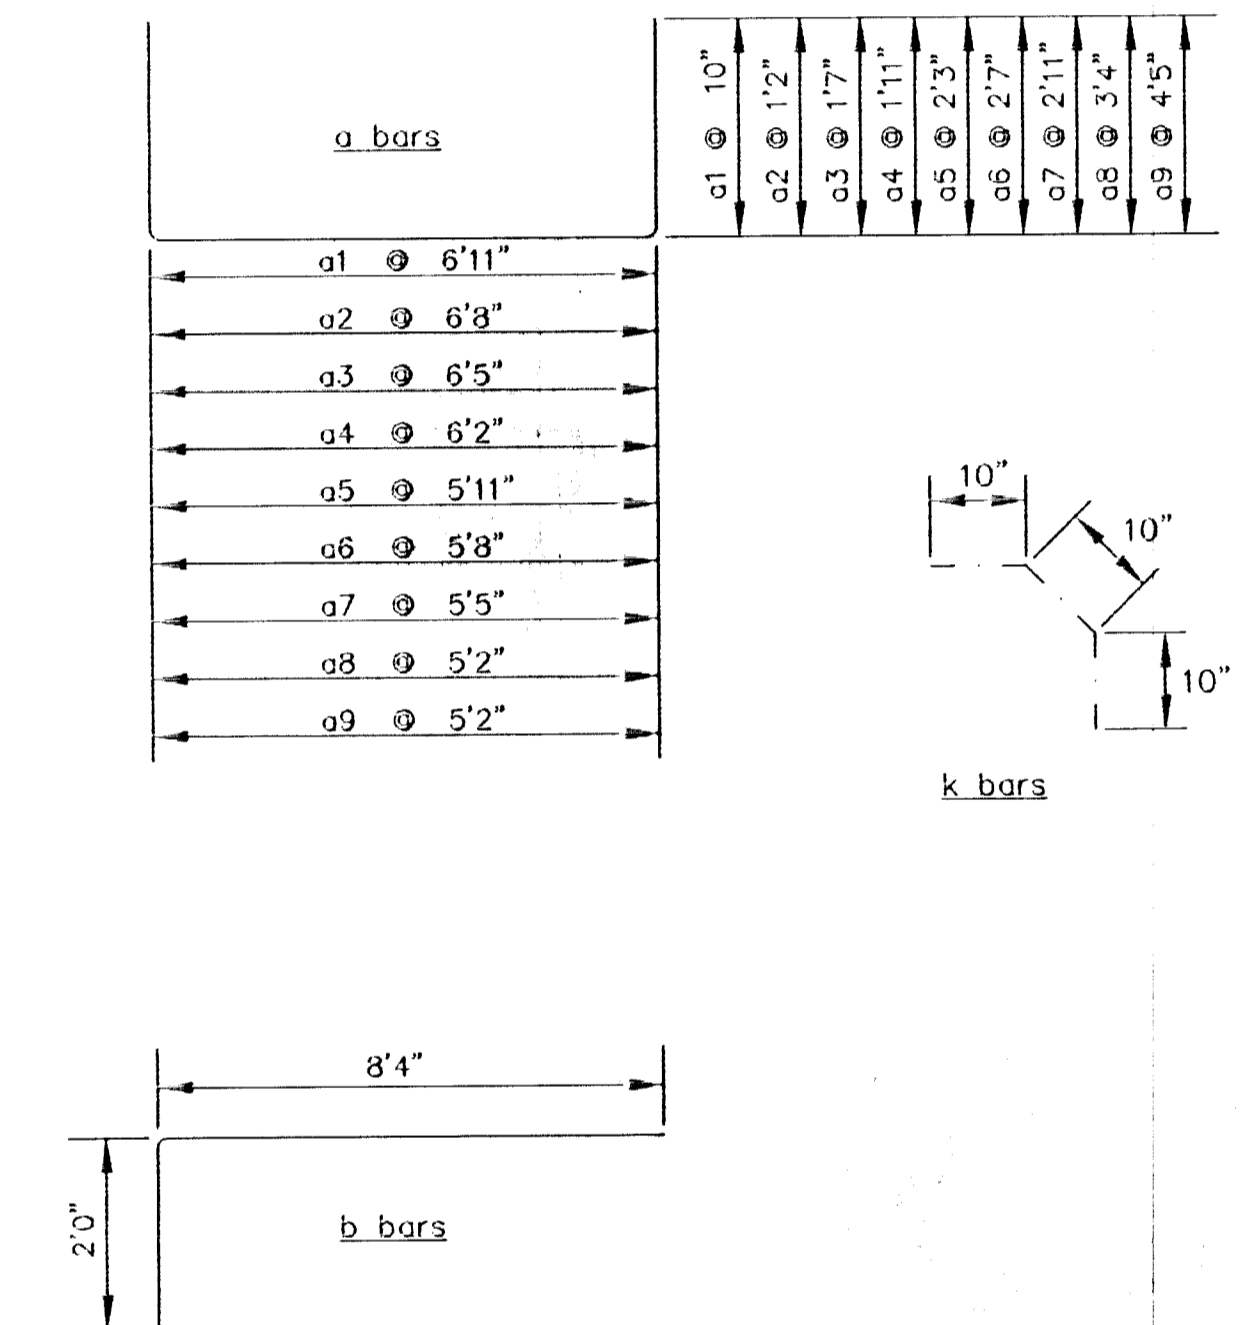 a bars
a1 @ 10"
a2 @ 1'2"
a3 @ 1'7"
a4 @ 1'11"
a5 @ 2'3"
a6 @ 2'7"
a7 @ 2'11"
a8 @ 3'4"
a9 @ 4'5"
a1 @ 6'11"
a2 @ 6'8"
a3 @ 6'5"
a4 @ 6'2"
a5 @ 5'11"
a6 @ 5'8"
a7 @ 5'5"
a8 @ 5'2"
a9 @ 5'2"
10"
10"
10"
k bars
8'4"
2'0"
b bars